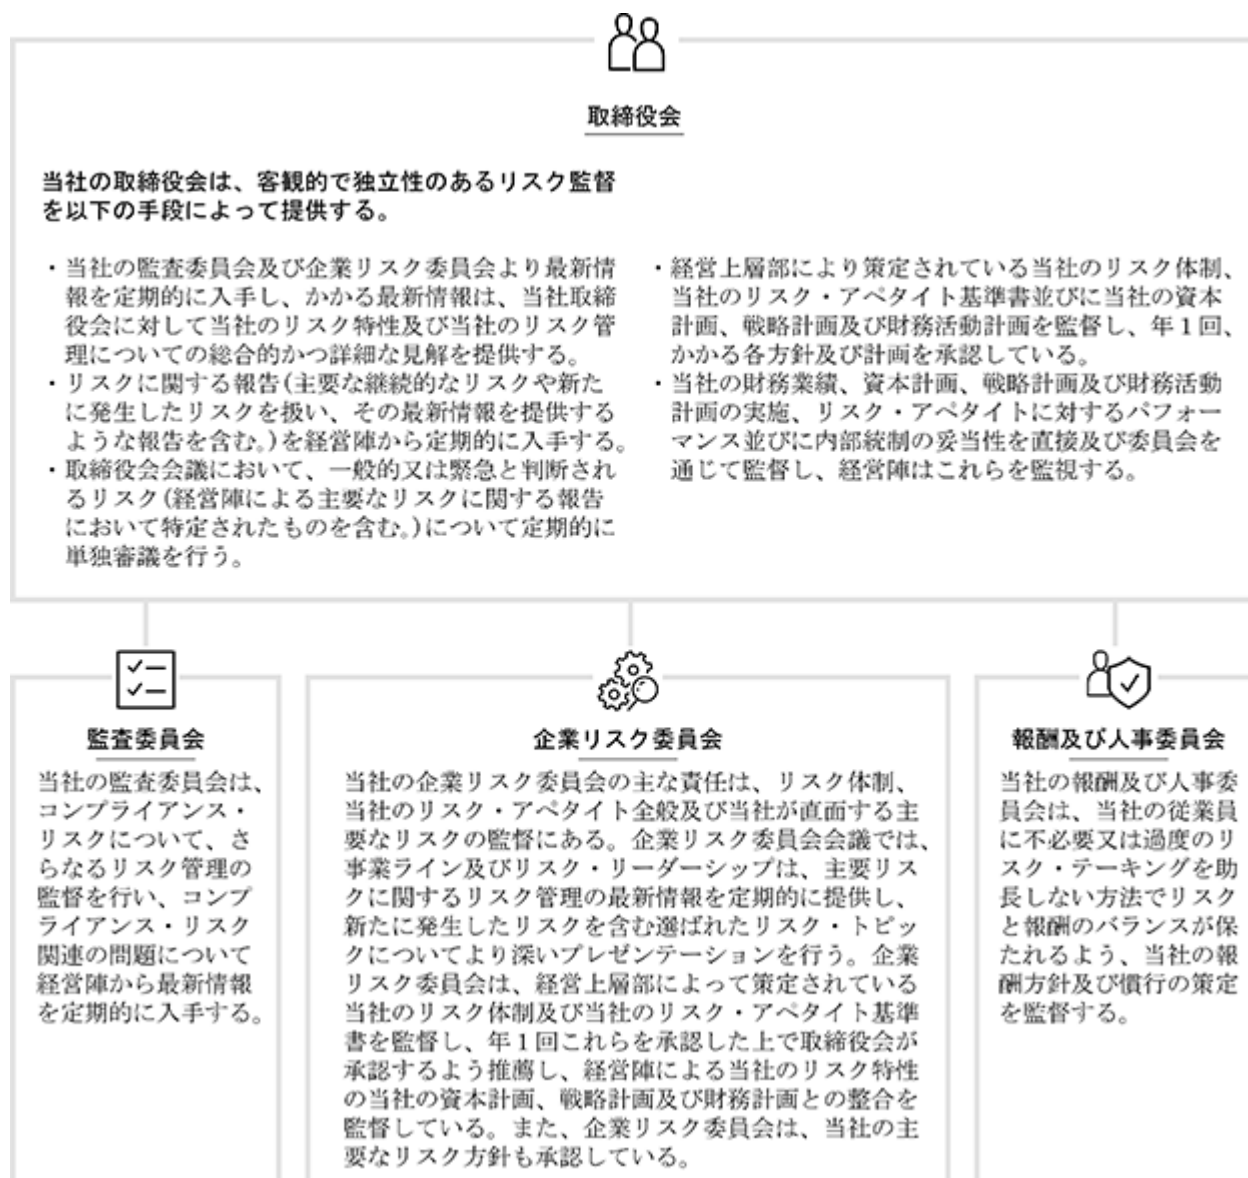 取締役会
当社の取締役会は、客観的で独立性のあるリスク監督
を以下の手段によって提供する。
・当社の監査委員会及び企業リスク委員会より最新情
報を定期的に入手し、かかる最新情報は、当社取締
役会に対して当社のリスク特性及び当社のリスク管
理についての総合的かつ詳細な見解を提供する。
・リスクに関する報告(主要な継続的なリスクや新た
に発生したリスクを扱い、その最新情報を提供する
ような報告を含む。)を経営陣から定期的に入手する。
・取締役会会議において、一般的又は緊急と判断され
るリスク(経営陣による主要なリスクに関する報告
において特定されたものを含む。)について定期的に
単独審議を行う。
・経営上層部により策定されている当社のリスク体制、
当社のリスク・アペタイト基準書並びに当社の資本
計画、戦略計画及び財務活動計画を監督し、年1回、
かかる各方針及び計画を承認している。
・当社の財務業績、資本計画、戦略計画及び財務活動
計画の実施、リスク・アペタイトに対するパフォー
マンス並びに内部統制の妥当性を直接及び委員会を
通じて監督し、経営陣はこれらを監視する。
監査委員会
当社の監査委員会は、
コンプライアンス・
リスクについて、さ
らなるリスク管理の
監督を行い、コンプ
ライアンス・リスク
関連の問題について
経営陣から最新情報
を定期的に入手する。
企業リスク委員会
当社の企業リスク委員会の主な責任は、リスク体制、
当社のリスク・アペタイト全般及び当社が直面する主
要なリスクの監督にある。企業リスク委員会会議では、
事業ライン及びリスク・リーダーシップは、主要リス
クに関するリスク管理の最新情報を定期的に提供し、
新たに発生したリスクを含む選ばれたリスク・トピッ
クについてより深いプレゼンテーションを行う。企業
リスク委員会は、経営上層部によって策定されている
当社のリスク体制及び当社のリスク・アペタイト基準
書を監督し、年1回これらを承認した上で取締役会が
承認するよう推薦し、経営陣による当社のリスク特性
の当社の資本計画、戦略計画及び財務計画との整合を
監督している。また、企業リスク委員会は、当社の主
要なリスク方針も承認している。
報酬及び人事委員会
当社の報酬及び人事委
員会は、当社の従業員
に不必要又は過度のリ
スク・テーキングを助
長しない方法でリスク
と報酬のバランスが保
たれるよう、当社の報
酬方針及び慣行の策定
を監督する。